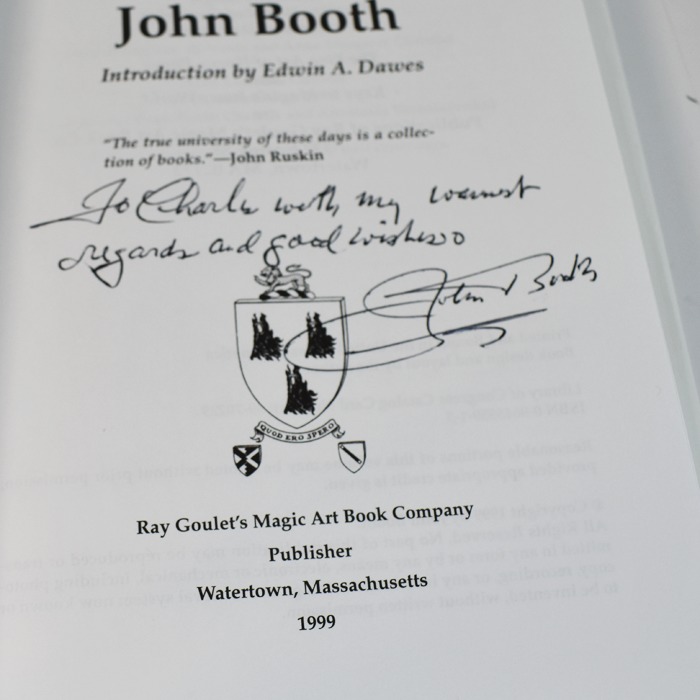 John Booth
Introduction by Edwin A. Dawes
"The true university of these days is a collec-
tion of books."—John Ruskin
To Charles with my warmest
regards and good wishes
John Booth
QUOD ERO SPERO
Ray Goulet's Magic Art Book Company
Publisher
Watertown, Massachusetts
1999